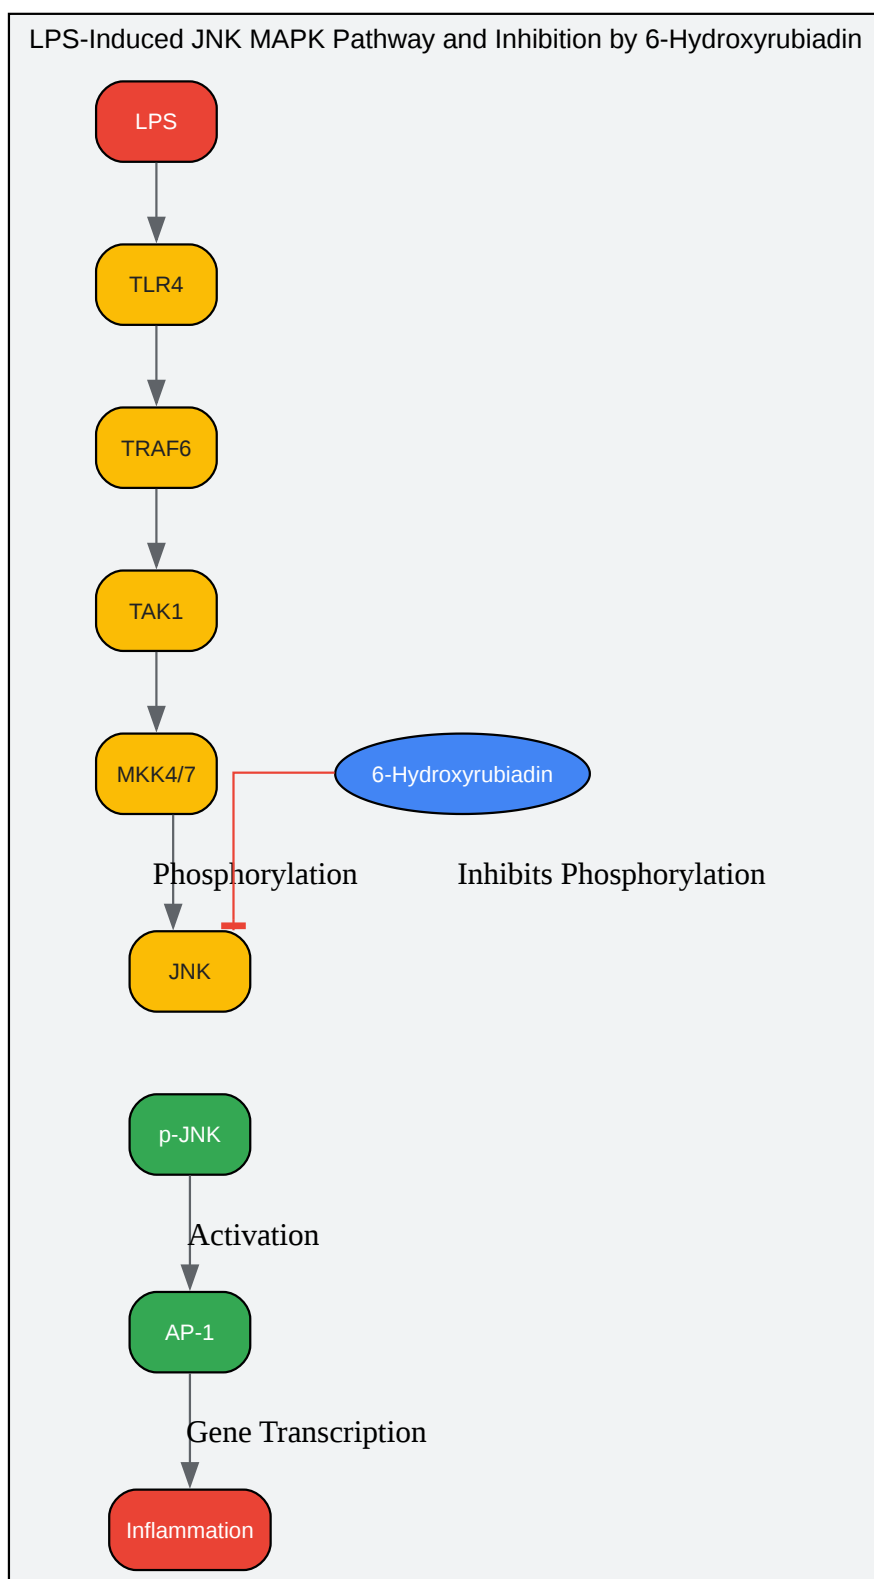 LPS-Induced JNK MAPK Pathway and Inhibition by 6-Hydroxyrubiadin
LPS
TLR4
TRAF6
TAK1
MKK4/7
6-Hydroxyrubiadin
Phosphorylation
Inhibits Phosphorylation
JNK
p-JNK
Activation
AP-1
Gene Transcription
Inflammation